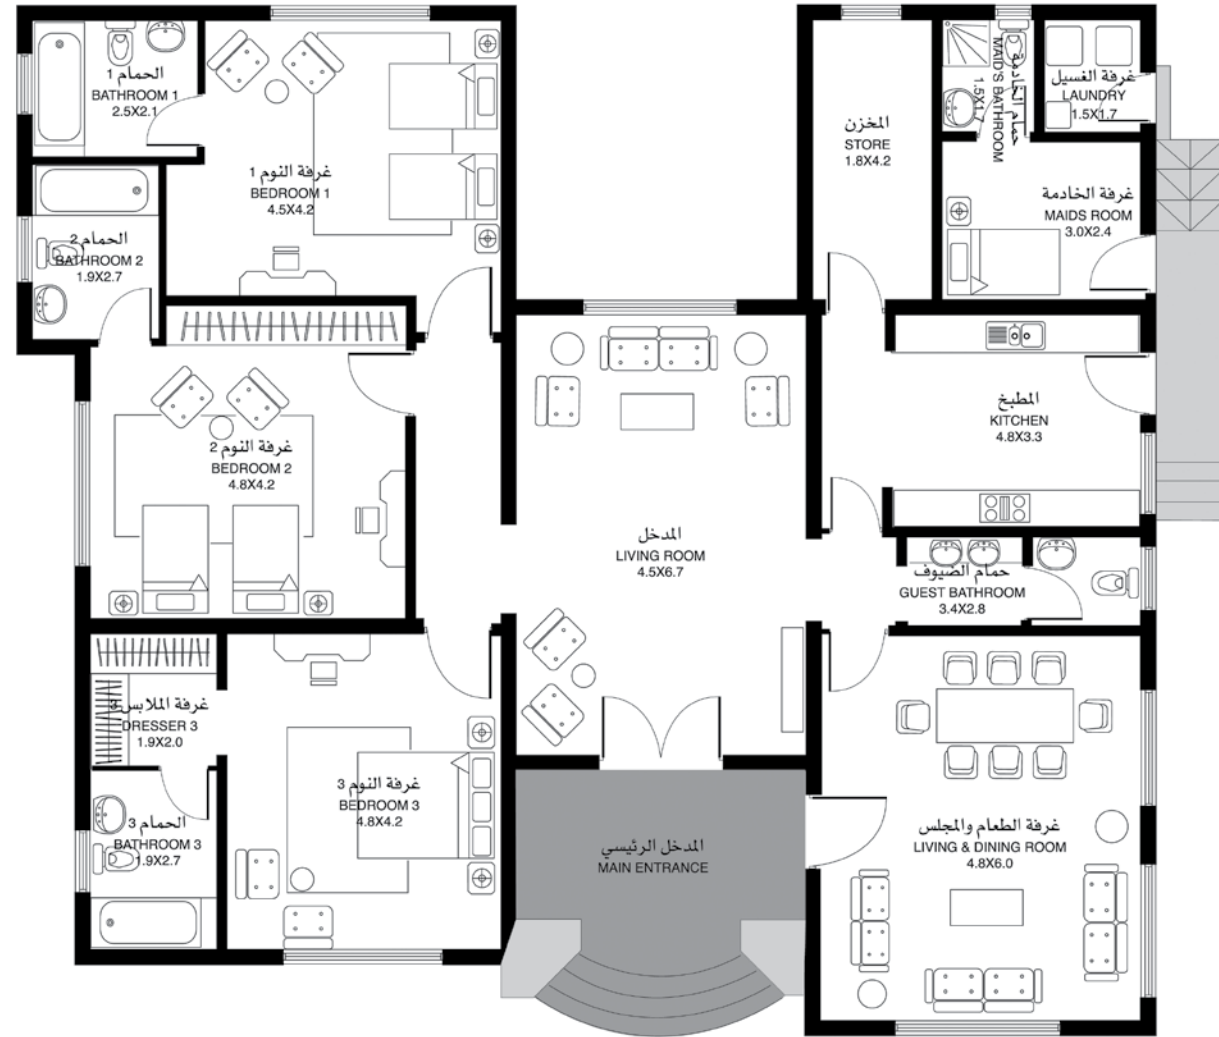 الحمام 1
BATHROOM 1
2.5X2.1
غرفة النوم 1
BEDROOM 1
4.5X4.2
الحمام 2
BATHROOM 2
1.9X2.7
غرفة النوم 2
BEDROOM 2
4.8X4.2
غرفة الملابس 3
DRESSER 3
1.9X2.0
الحمام 3
BATHROOM 3
1.9X2.7
غرفة النوم 3
BEDROOM 3
4.8X4.2
المدخل
LIVING ROOM
4.5X6.7
المدخل الرئيسي
MAIN ENTRANCE
المخزن
STORE
1.8X4.2
حمام الخادمة
MAID'S BATHROOM
1.5X1.7
غرفة الغسيل
LAUNDRY
1.5X1.7
غرفة الخادمة
MAIDS ROOM
3.0X2.4
المطبخ
KITCHEN
4.8X3.3
حمام الضيوف
GUEST BATHROOM
3.4X2.8
غرفة الطعام والمجلس
LIVING & DINING ROOM
4.8X6.0